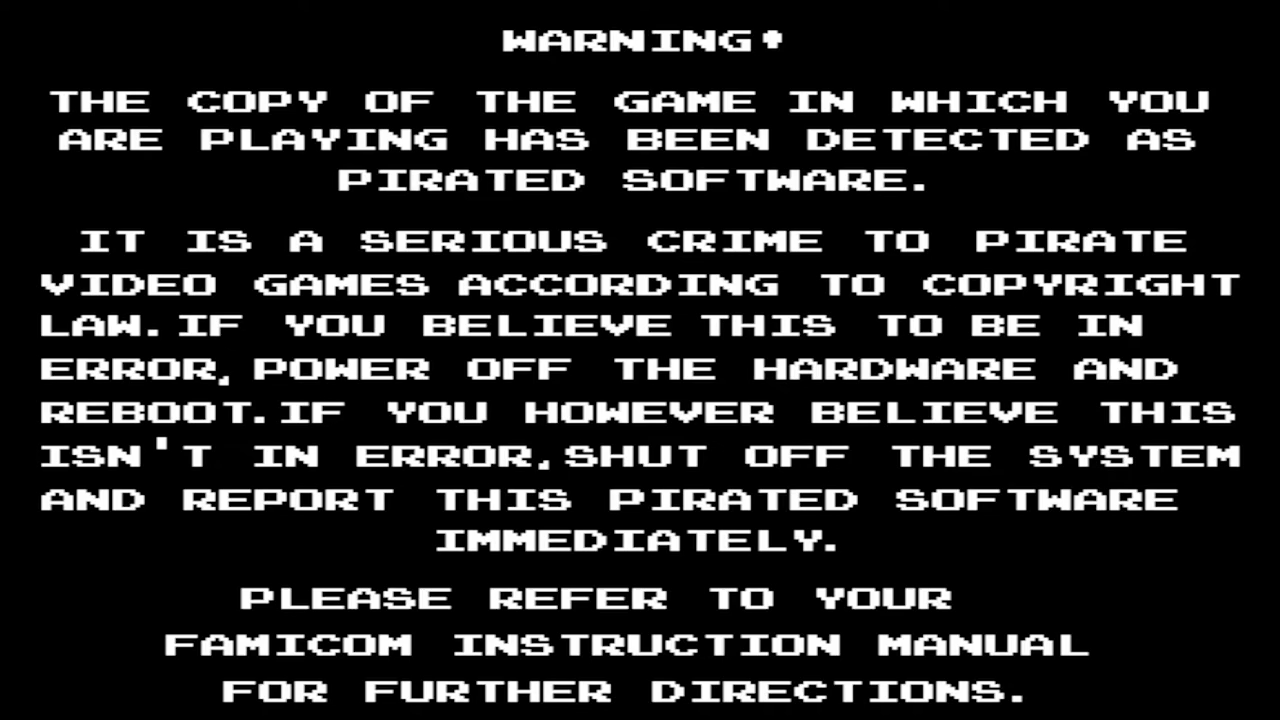 WARNING!
THE COPY OF THE GAME IN WHICH YOU
ARE PLAYING HAS BEEN DETECTED AS
PIRATED SOFTWARE.
IT IS A SERIOUS CRIME TO PIRATE
VIDEO GAMES ACCORDING TO COPYRIGHT
LAW.IF YOU BELIEVE THIS TO BE IN
ERROR,POWER OFF THE HARDWARE AND
REBOOT.IF YOU HOWEVER BELIEVE THIS
ISN'T IN ERROR,SHUT OFF THE SYSTEM
AND REPORT THIS PIRATED SOFTWARE
IMMEDIATELY.
PLEASE REFER TO YOUR
FAMICOM INSTRUCTION MANUAL
FOR FURTHER DIRECTIONS.